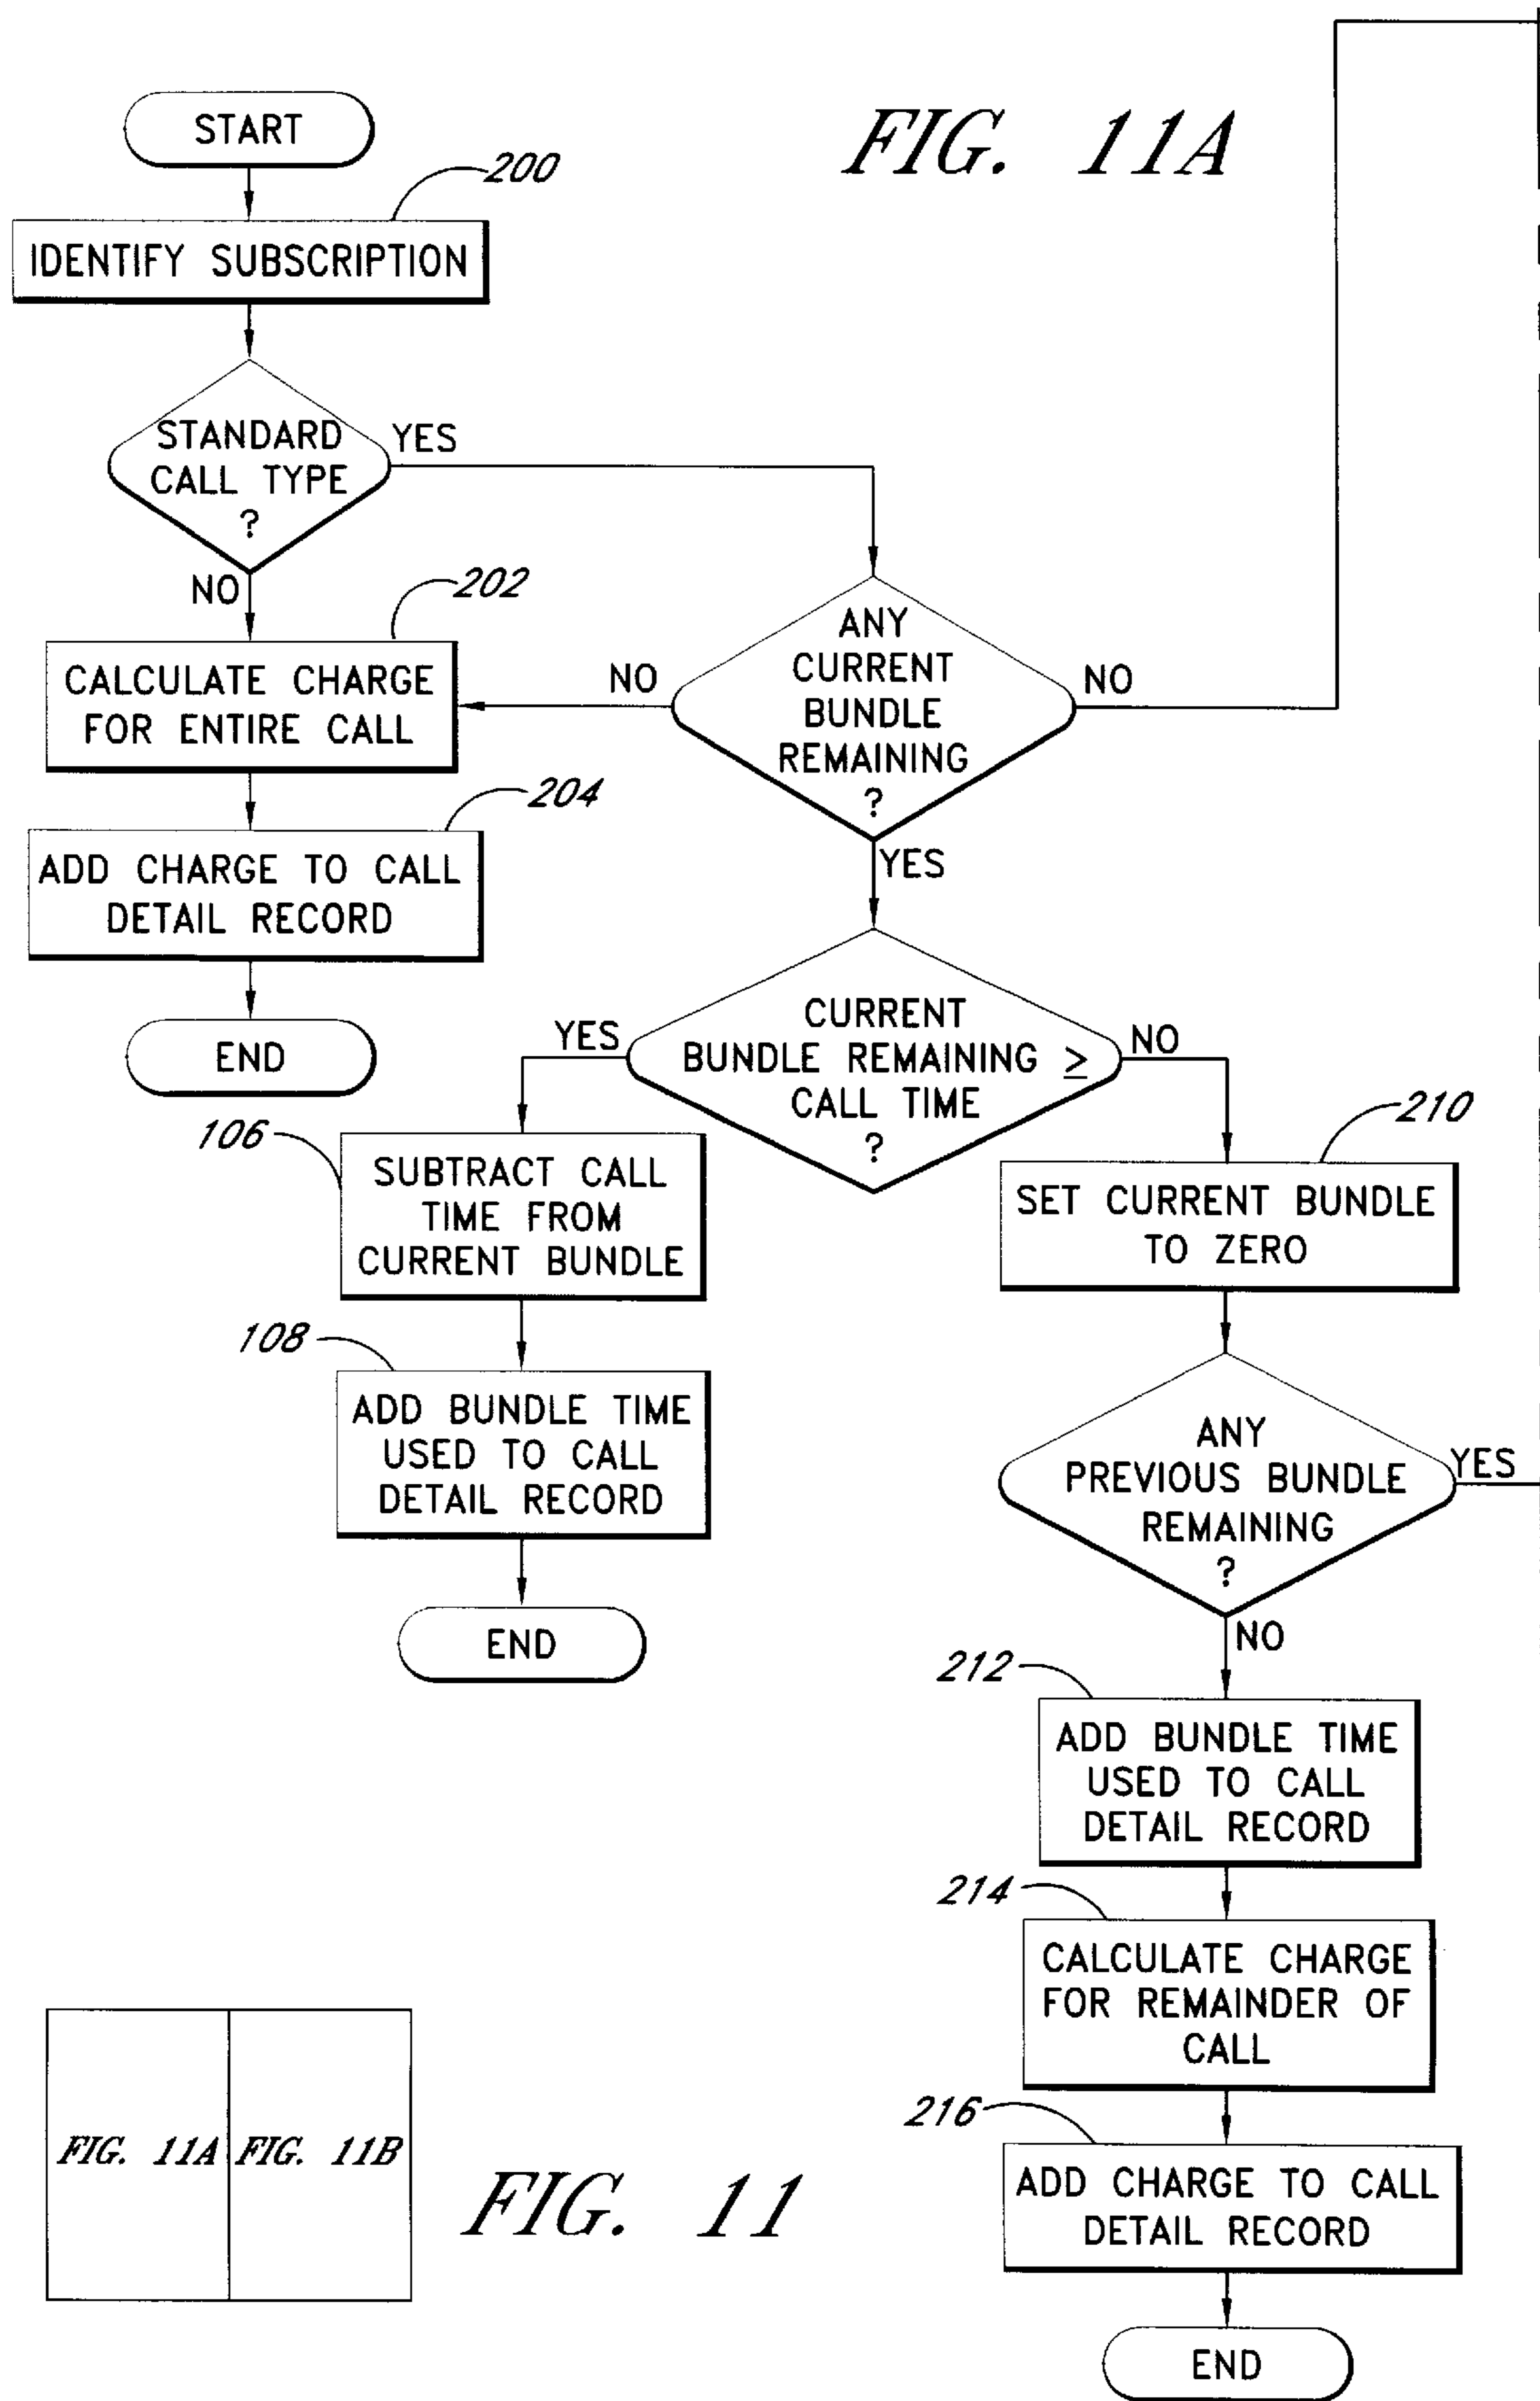 FIG. 11A
START
200
IDENTIFY SUBSCRIPTION
STANDARD
CALL TYPE
?
YES
NO
202
CALCULATE CHARGE
FOR ENTIRE CALL
204
ADD CHARGE TO CALL
DETAIL RECORD
END
ANY
CURRENT
BUNDLE
REMAINING
?
NO
NO
YES
CURRENT
BUNDLE REMAINING ≥
CALL TIME
?
YES
NO
106
SUBTRACT CALL
TIME FROM
CURRENT BUNDLE
108
ADD BUNDLE TIME
USED TO CALL
DETAIL RECORD
END
210
SET CURRENT BUNDLE
TO ZERO
ANY
PREVIOUS BUNDLE
REMAINING
?
YES
NO
212
ADD BUNDLE TIME
USED TO CALL
DETAIL RECORD
214
CALCULATE CHARGE
FOR REMAINDER OF
CALL
216
ADD CHARGE TO CALL
DETAIL RECORD
END
FIG. 11A
FIG. 11B
FIG. 11